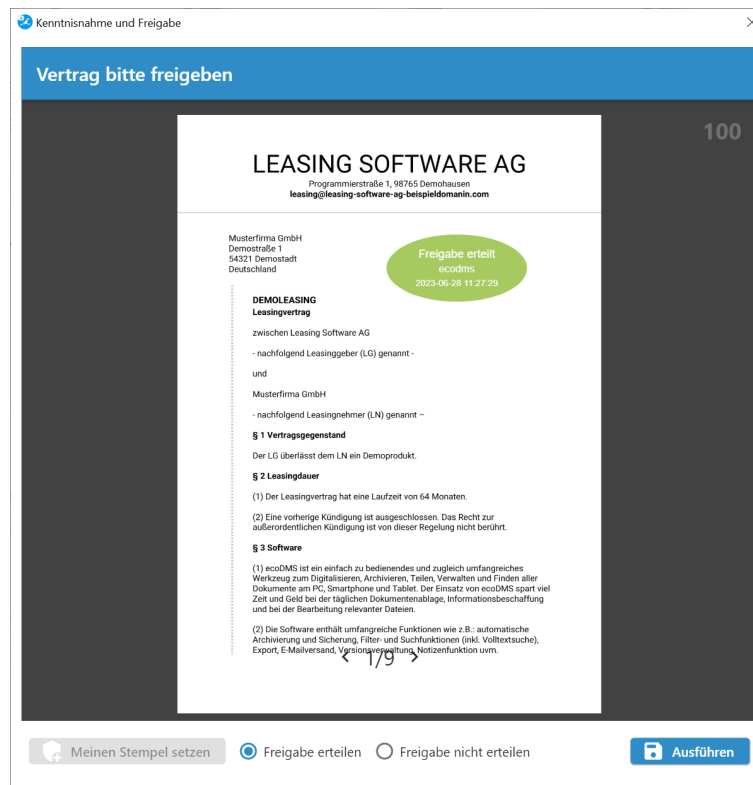 Kenntnisnahme und Freigabe
Vertrag bitte freigeben
100
LEASING SOFTWARE AG
Programmierstraße 1, 98765 Demohausen
leasing@leasing-software-ag-beispieldomanin.com
Musterfirma GmbH
Demostraße 1
54321 Demostadt
Deutschland
Freigabe erteilt
ecodms
2023-06-28 11:27:29
DEMOLEASING
Leasingvertrag
zwischen Leasing Software AG
- nachfolgend Leasinggeber (LG) genannt -
und
Musterfirma GmbH
- nachfolgend Leasingnehmer (LN) genannt –
§ 1 Vertragsgegenstand
Der LG überlässt dem LN ein Demoprodukt.
§ 2 Leasingdauer
(1) Der Leasingvertrag hat eine Laufzeit von 64 Monaten.
(2) Eine vorherige Kündigung ist ausgeschlossen. Das Recht zur
außerordentlichen Kündigung ist von dieser Regelung nicht berührt.
§ 3 Software
(1) ecoDMS ist ein einfach zu bedienendes und zugleich umfangreiches
Werkzeug zum Digitalisieren, Archivieren, Teilen, Verwalten und Finden aller
Dokumente am PC, Smartphone und Tablet. Der Einsatz von ecoDMS spart viel
Zeit und Geld bei der täglichen Dokumentenablage, Informationsbeschaffung
und bei der Bearbeitung relevanter Dateien.
(2) Die Software enthält umfangreiche Funktionen wie z.B.: automatische
Archivierung und Sicherung, Filter- und Suchfunktionen (inkl. Volltextsuche),
Export, E-Mailversand, Versionsverwaltung, Notizenfunktion uvm.
< 1/9 >
Meinen Stempel setzen
Freigabe erteilen
Freigabe nicht erteilen
Ausführen